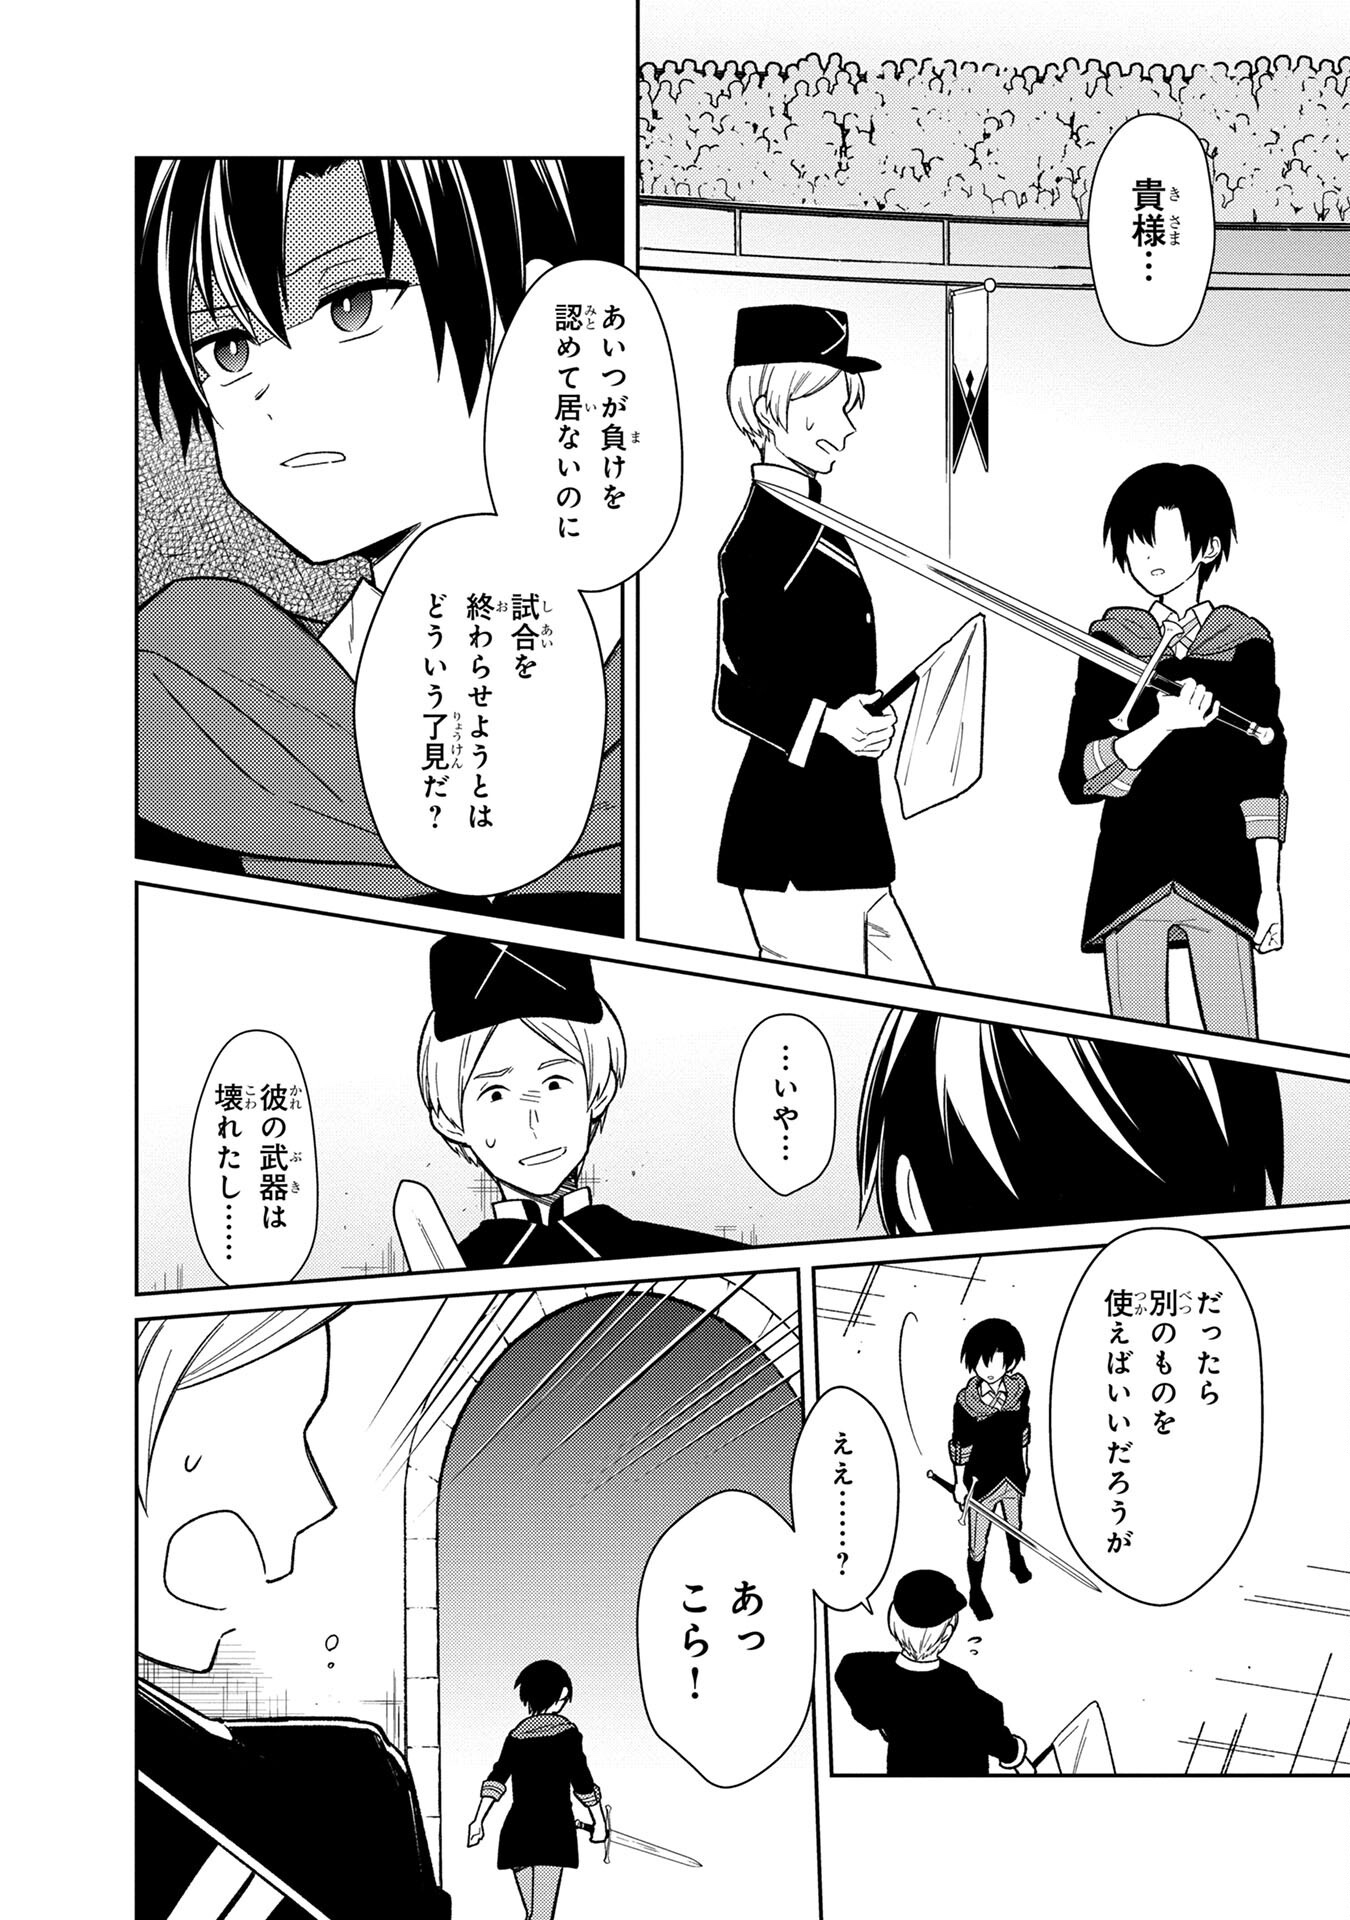 貴様…
あいつが負けを
認めて居ないのに
試合を
終わらせようとは
どういう了見だ？
…いや…
彼の武器は
壊れたし……
だったら
別のものを
使えばいいだろうが
ええ……？
あっ
こら！